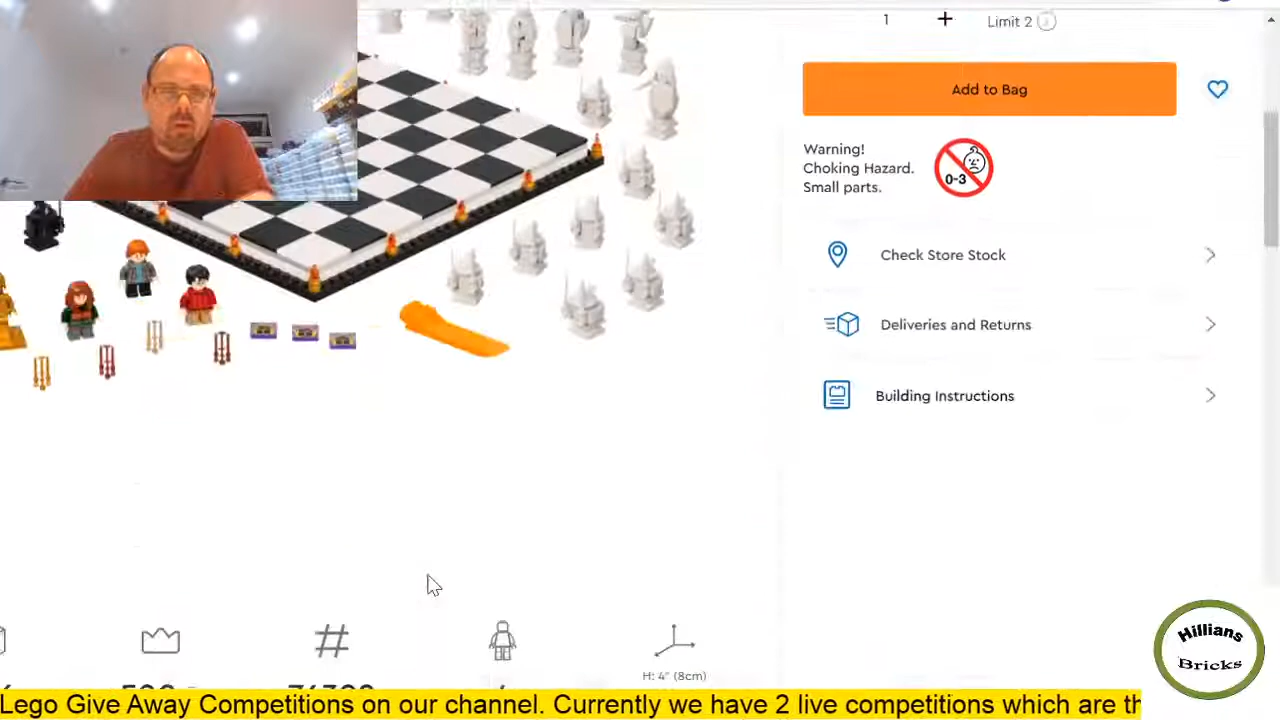 1
Limit 2
Add to Bag
Warning!
Choking Hazard.
Small parts.
0-3
Check Store Stock
Deliveries and Returns
Building Instructions
H: 4" (8cm)
Hillians
Bricks
Lego Give Away Competitions on our channel. Currently we have 2 live competitions which are th